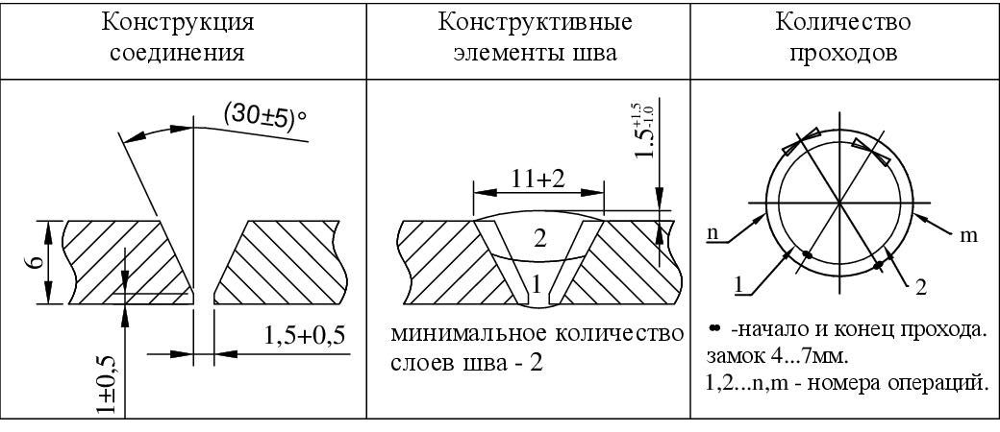 Конструкция
соединения
Конструктивные
элементы шва
Количество
проходов
(30±5)°
6
1±0,5
1,5+0,5
11+2
1.5+1,5-1.0
2
1
минимальное количество
слоев шва - 2
n
m
1
2
•• -начало и конец прохода.
замок 4...7мм.
1,2...n,m - номера операций.